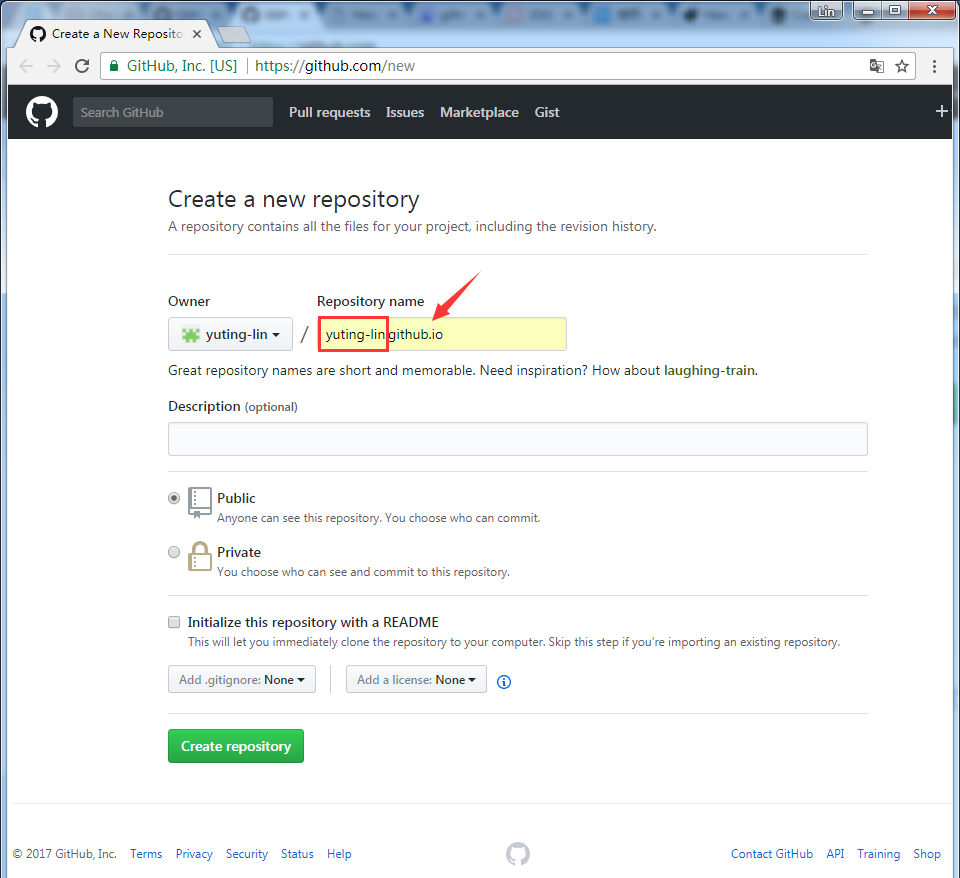 Lin
Create a New Reposito
GitHub, Inc. [US] https://github.com/new
Search GitHub Pull requests Issues Marketplace Gist
Create a new repository
A repository contains all the files for your project, including the revision history.
Owner Repository name
yuting-lin / yuting-lin.github.io
Great repository names are short and memorable. Need inspiration? How about laughing-train.
Description (optional)
Public
Anyone can see this repository. You choose who can commit.
Private
You choose who can see and commit to this repository.
Initialize this repository with a README
This will let you immediately clone the repository to your computer. Skip this step if you’re importing an existing repository.
Add .gitignore: None Add a license: None
Create repository
© 2017 GitHub, Inc. Terms Privacy Security Status Help Contact GitHub API Training Shop